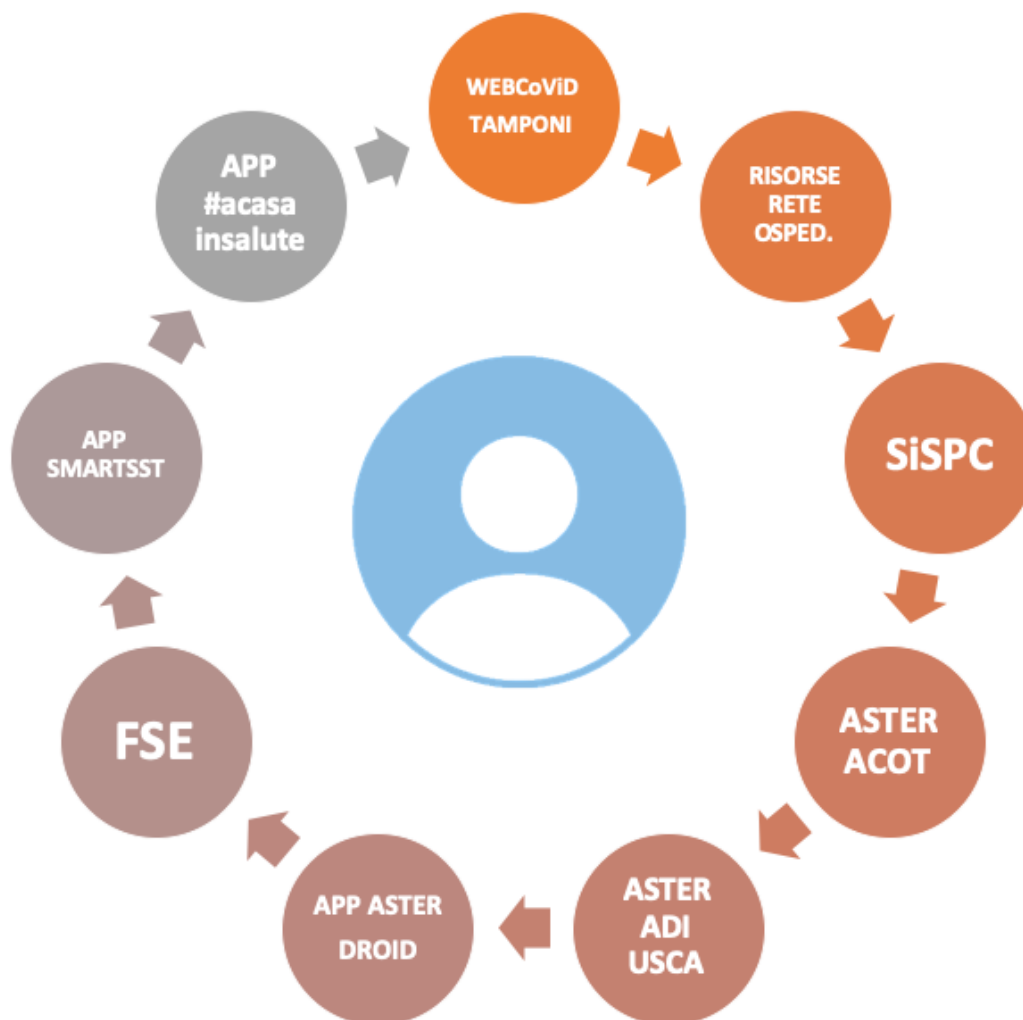 WEBCoViD
TAMPONI
RISORSE
RETE
OSPED.
SiSPC
ASTER
ACOT
ASTER
ADI
USCA
APP ASTER
DROID
FSE
APP
SMARTSST
APP
#acasa
insalute